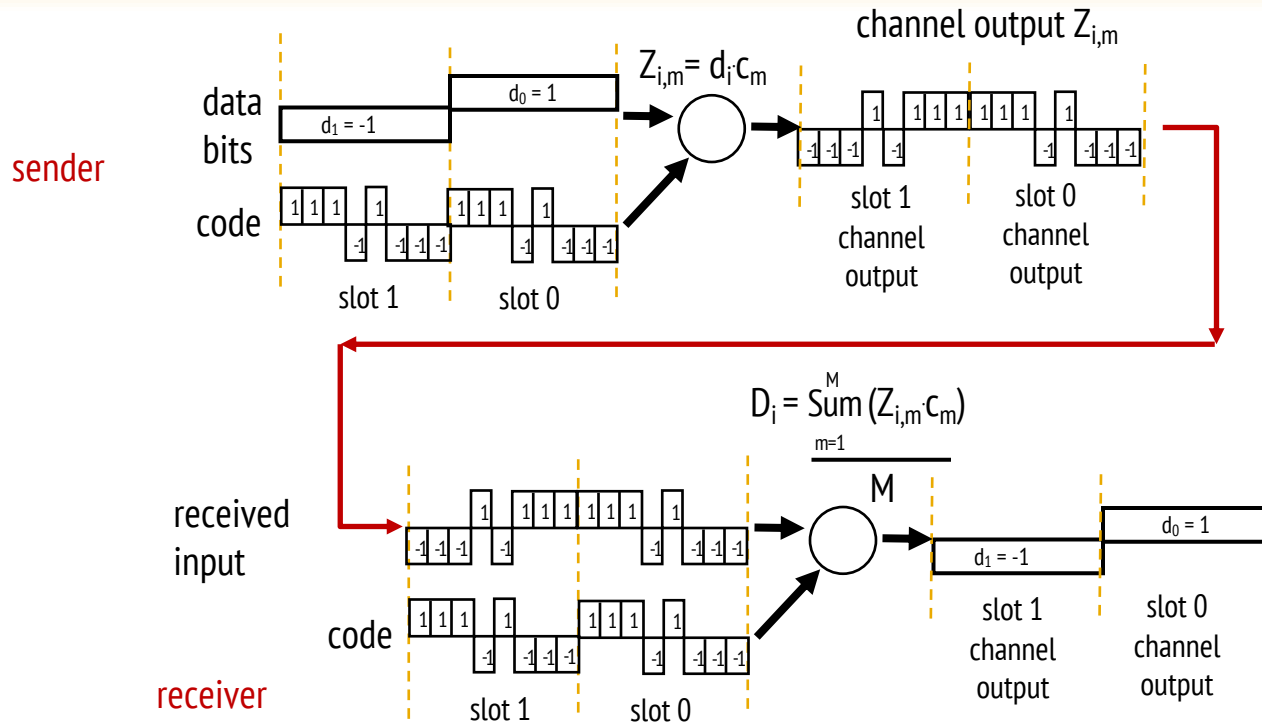 channel output Zi,m
Zi,m= di·cm
data
bits
d0 = 1
d1 = -1
sender
code
1 1 1 -1 1 -1 -1 -1
1 1 1 -1 1 -1 -1 -1
slot 1
slot 0
-1 -1 -1 1 -1 1 1 1
1 1 1 -1 1 -1 -1 -1
slot 1
channel
output
slot 0
channel
output
Di = Sum (Zi,m·cm)
M
m=1
M
received
input
-1 -1 -1 1 -1 1 1 1
1 1 1 -1 1 -1 -1 -1
code
1 1 1 -1 1 -1 -1 -1
1 1 1 -1 1 -1 -1 -1
slot 1
slot 0
receiver
d1 = -1
d0 = 1
slot 1
channel
output
slot 0
channel
output